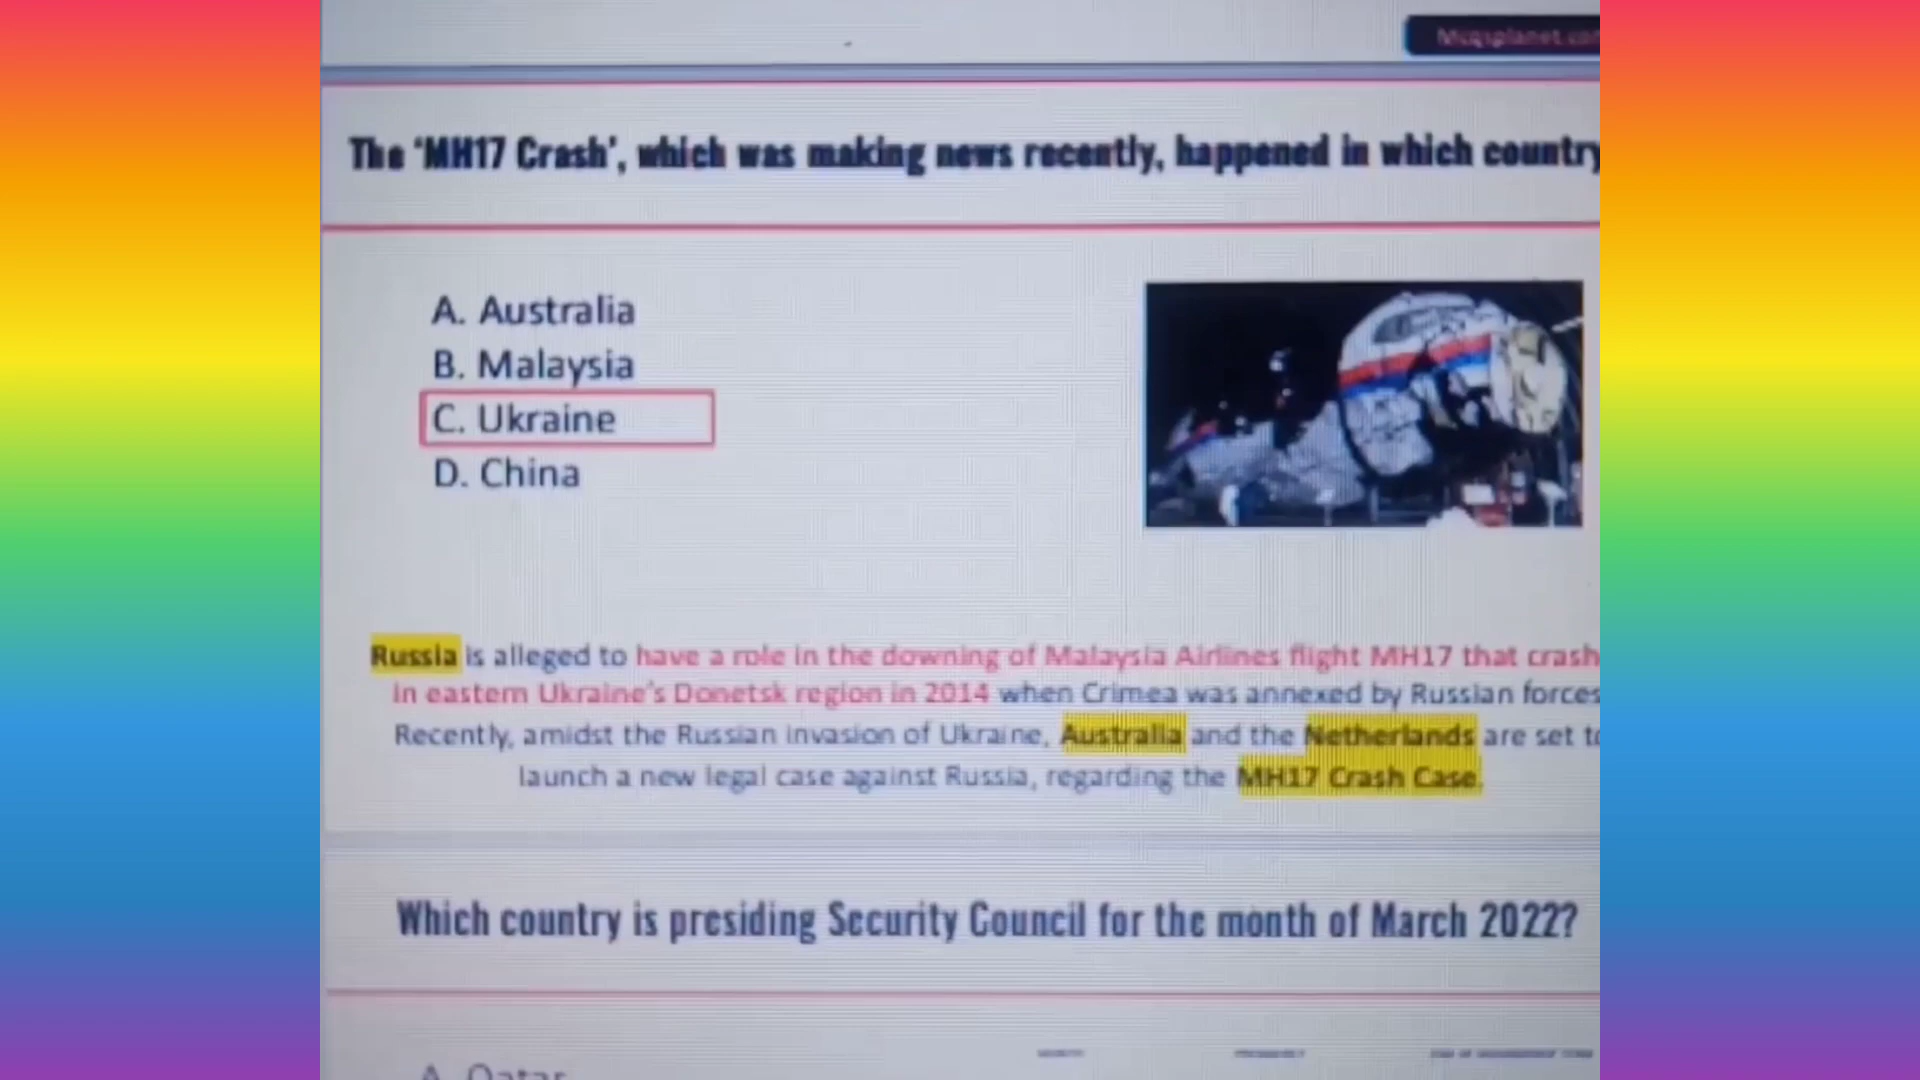 Mcqsplanet.com
The ‘MH17 Crash’, which was making news recently, happened in which country
A. Australia
B. Malaysia
C. Ukraine
D. China
Russia is alleged to have a role in the downing of Malaysia Airlines flight MH17 that crash
in eastern Ukraine's Donetsk region in 2014 when Crimea was annexed by Russian forces
Recently, amidst the Russian invasion of Ukraine, Australia and the Netherlands are set to
launch a new legal case against Russia, regarding the MH17 Crash Case.
Which country is presiding Security Council for the month of March 2022?
A. Qatar